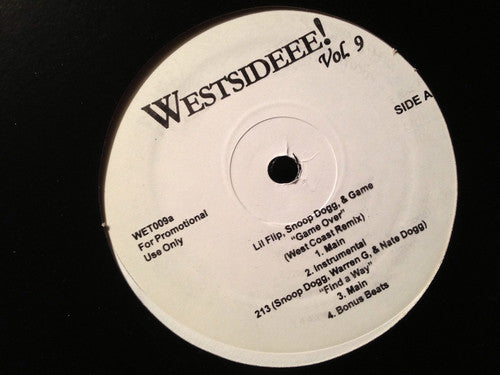 WESTSIDEEE!
Vol. 9
SIDE A
WET009a
For Promotional
Use Only
Lil Flip, Snoop Dogg, & Game
"Game Over"
(West Coast Remix)
1. Main
2. Instrumental
213 (Snoop Dogg, Warren G, & Nate Dogg)
"Find a Way"
3. Main
4. Bonus Beats